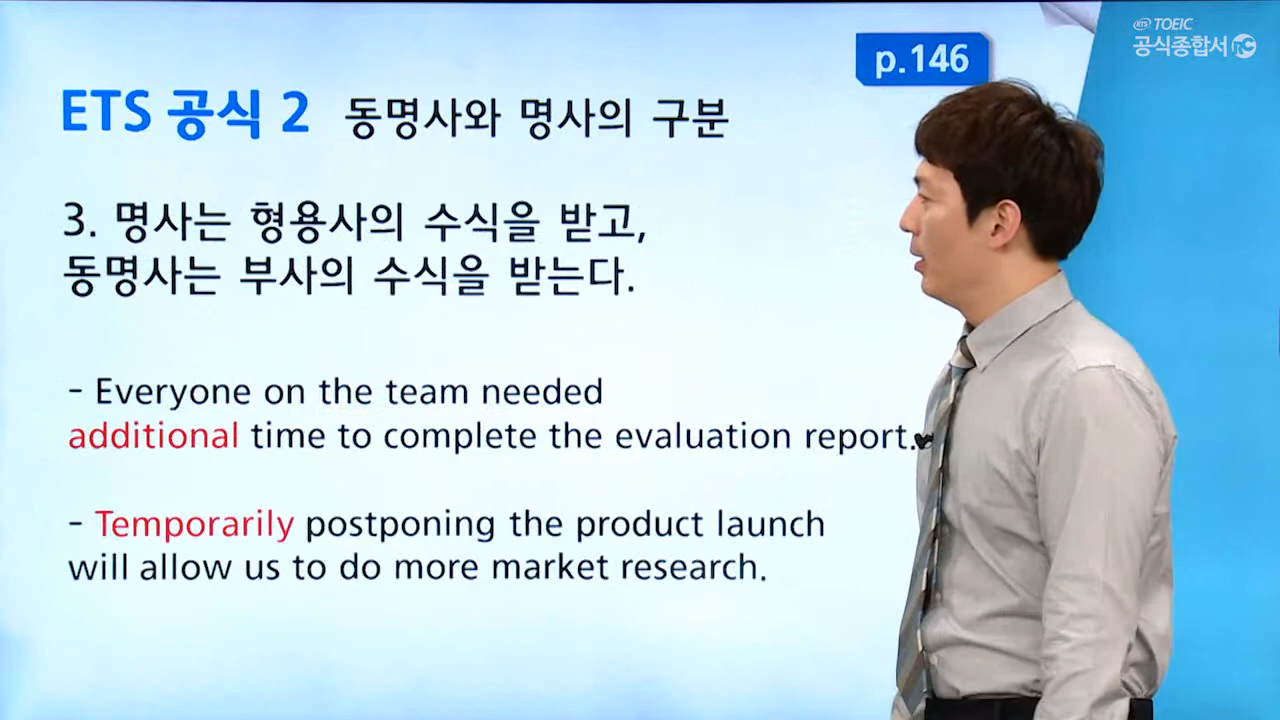 ETS TOEIC
공식종합서 RC
p.146
ETS 공식 2 동명사와 명사의 구분
3. 명사는 형용사의 수식을 받고,
동명사는 부사의 수식을 받는다.
- Everyone on the team needed
additional time to complete the evaluation report.
- Temporarily postponing the product launch
will allow us to do more market research.